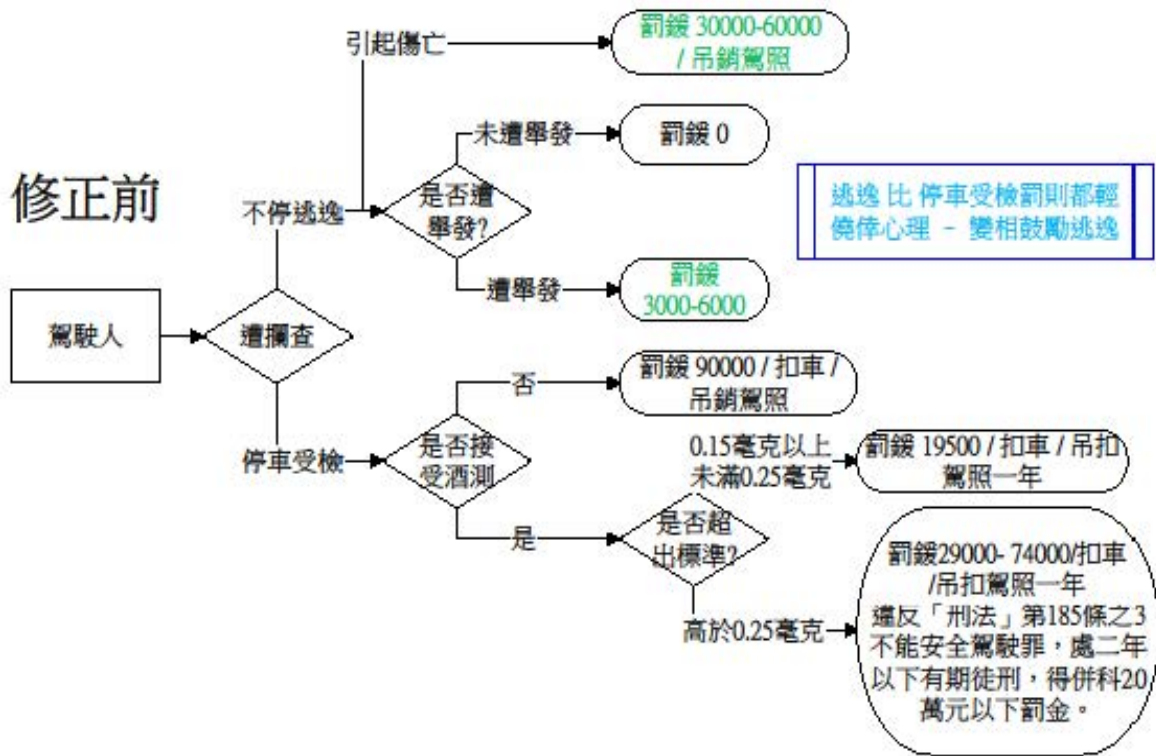 引起傷亡
罰鍰 30000-60000
/ 吊銷駕照
未遭舉發
罰鍰 0
修正前
不停逃逸
是否遭
舉發?
逃逸 比 停車受檢罰則都輕
僥倖心理 - 變相鼓勵逃逸
遭舉發
罰鍰
3000-6000
駕駛人
遭攔查
否
罰鍰 90000 / 扣車 /
吊銷駕照
停車受檢
是否接
受酒測
0.15毫克以上
未滿0.25毫克
罰鍰 19500 / 扣車 / 吊扣
駕照一年
是
是否超
出標準?
高於0.25毫克
罰鍰29000- 74000/扣車
/吊扣駕照一年
違反「刑法」第185條之3
不能安全駕駛罪，處二年
以下有期徒刑，得併科20
萬元以下罰金。